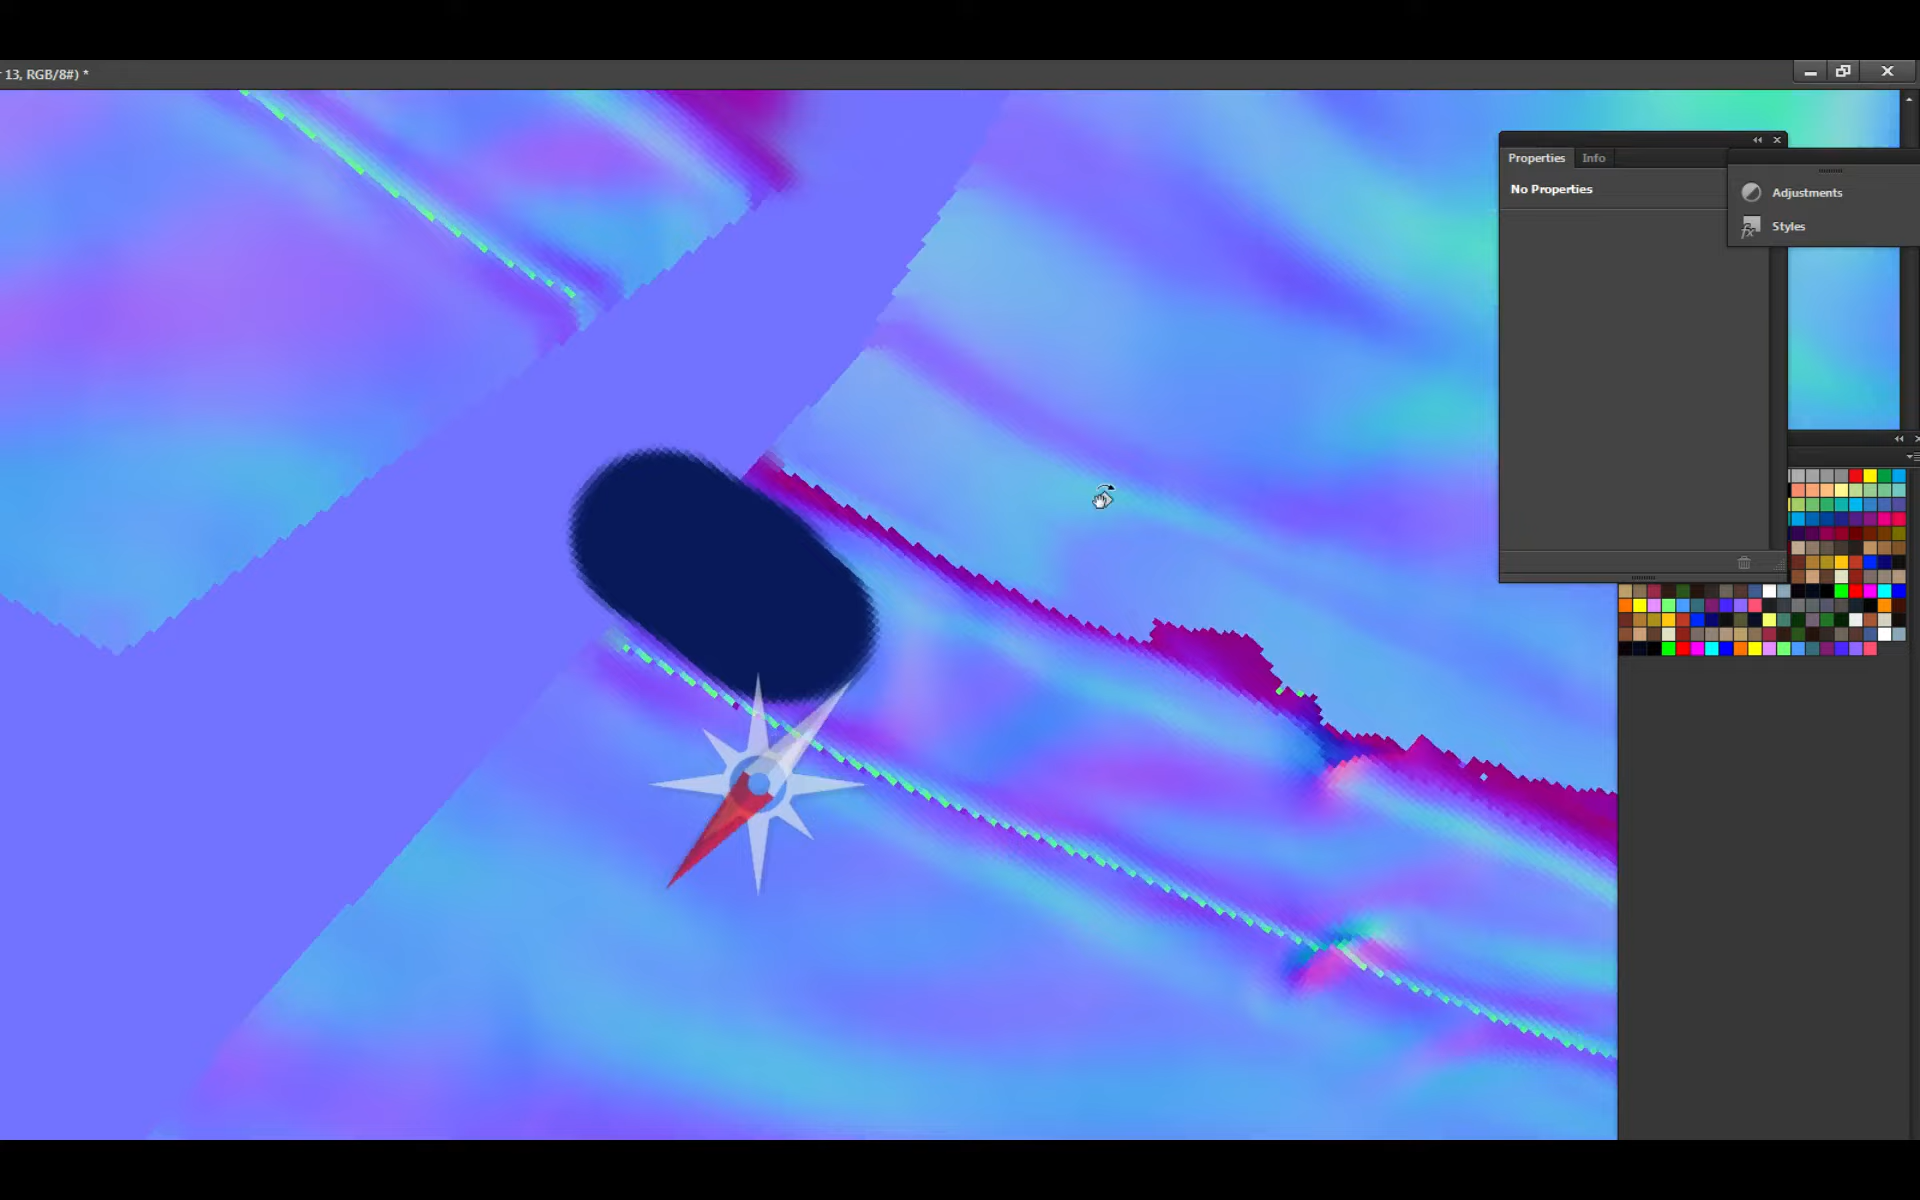 13, RGB/8#) *
Properties
Info
No Properties
Adjustments
Styles